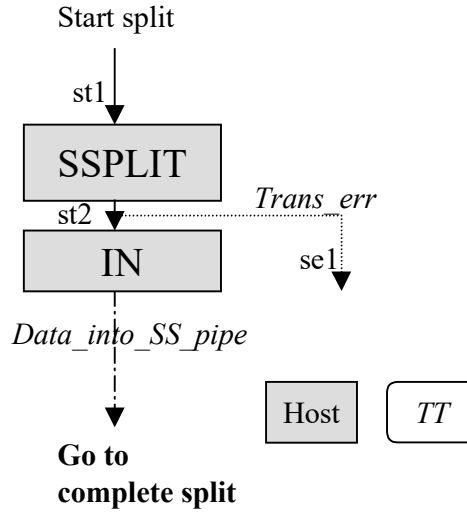 Start split
st1
SSPLIT
st2
Trans_err
IN
se1
Data_into_SS_pipe
Host
TT
Go to
complete split